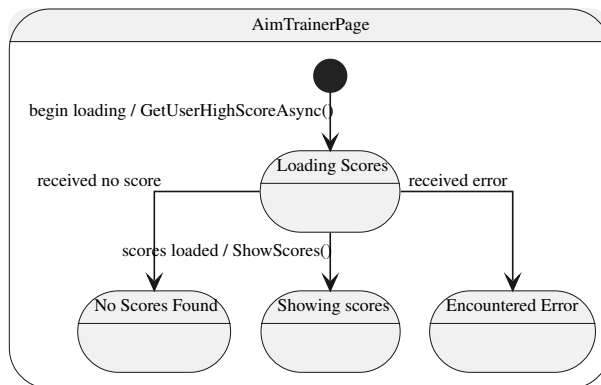 AimTrainerPage
begin loading / GetUserHighScoreAsync()
Loading Scores
received no score
received error
scores loaded / ShowScores()
No Scores Found
Showing scores
Encountered Error